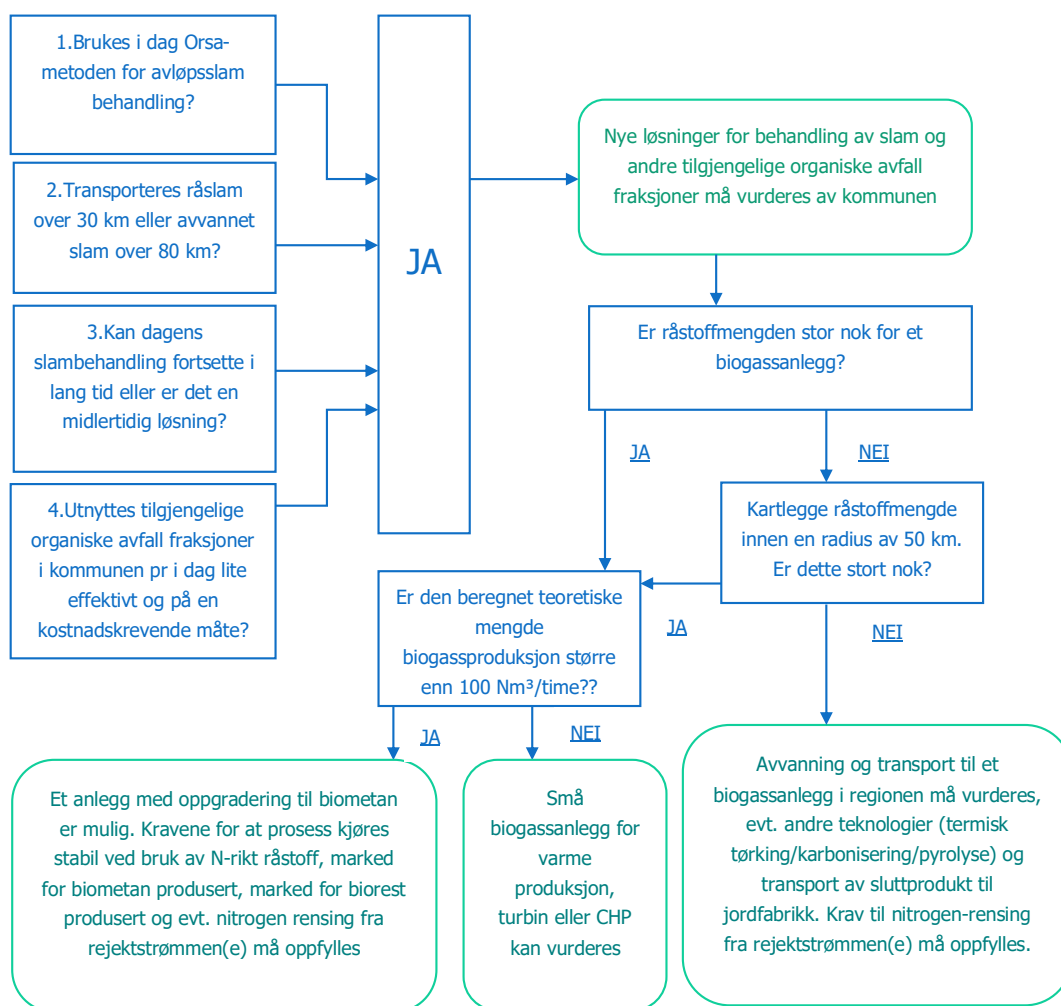 1.Brukes i dag Orsa-
metoden for avløpsslam
behandling?
2.Transporteres råslam
over 30 km eller avvannet
slam over 80 km?
3.Kan dagens
slambehandling fortsette i
lang tid eller er det en
midlertidig løsning?
4.Utnyttes tilgjengelige
organiske avfall fraksjoner
i kommunen pr i dag lite
effektivt og på en
kostnadskrevende måte?
JA
Nye løsninger for behandling av slam og
andre tilgjengelige organiske avfall
fraksjoner må vurderes av kommunen
Er råstoffmengden stor nok for et
biogassanlegg?
JA
NEI
Kartlegge råstoffmengde
innen en radius av 50 km.
Er dette stort nok?
JA
NEI
Er den beregnet teoretiske
mengde
biogassproduksjon større
enn 100 Nm³/time??
JA
NEI
Et anlegg med oppgradering til biometan
er mulig. Kravene for at prosess kjøres
stabil ved bruk av N-rikt råstoff, marked
for biometan produsert, marked for biorest
produsert og evt. nitrogen rensing fra
rejektstrømmen(e) må oppfylles
Små
biogassanlegg for
varme
produksjon,
turbin eller CHP
kan vurderes
Avvanning og transport til et
biogassanlegg i regionen må vurderes,
evt. andre teknologier (termisk
tørking/karbonisering/pyrolyse) og
transport av sluttprodukt til
jordfabrikk. Krav til nitrogen-rensing
fra rejektstrømmen(e) må oppfylles.